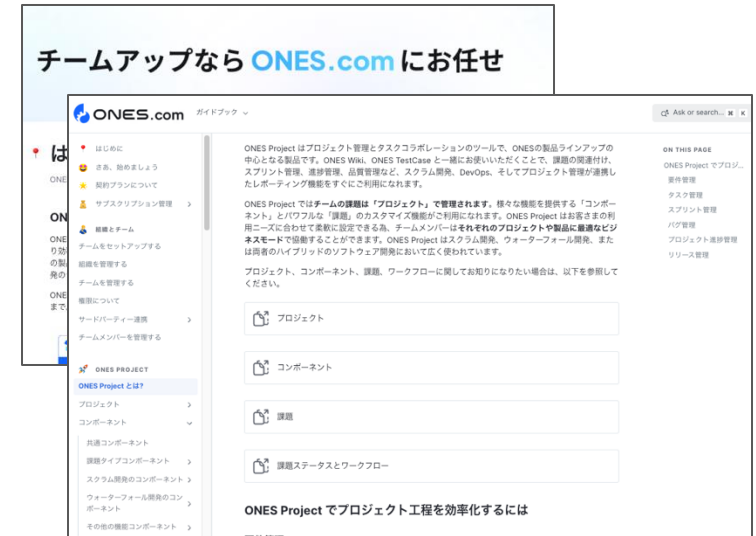 チームアップなら ONES.com にお任せ
は
ONE
ON
ONE
り効
の製
発の
ONE
まで
ONES.com
ガイドブック
Ask or search... ⌘ K
はじめに
さあ、始めましょう
契約プランについて
サブスクリプション管理
組織とチーム
チームをセットアップする
組織を管理する
チームを管理する
権限について
サードパーティー連携
チームメンバーを管理する
ONES PROJECT
ONES Project とは?
プロジェクト
コンポーネント
共通コンポーネント
課題タイプコンポーネント
スクラム開発のコンポーネント
ウォーターフォール開発のコン
ポーネント
その他の機能コンポーネント
ONES Project はプロジェクト管理とタスクコラボレーションのツールで、ONESの製品ラインアップの
中心となる製品です。ONES Wiki、ONES TestCase と一緒にお使いいただくことで、課題の関連付け、
スプリント管理、進捗管理、品質管理など、スクラム開発、DevOps、そしてプロジェクト管理が連携し
たレポーティング機能をすぐにご利用になれます。
ONES Project ではチームの課題は「プロジェクト」で管理されます。様々な機能を提供する「コンポー
ネント」とパワフルな「課題」のカスタマイズ機能がご利用になれます。ONES Project はお客さまの利
用ニーズに合わせて柔軟に設定できる為、チームメンバーはそれぞれのプロジェクトや製品に最適なビジ
ネスモードで協働することができます。ONES Project はスクラム開発、ウォーターフォール開発、また
は両者のハイブリッドのソフトウェア開発において広く使われています。
プロジェクト、コンポーネント、課題、ワークフローに関してお知りになりたい場合は、以下を参照して
ください。
プロジェクト
コンポーネント
課題
課題ステータスとワークフロー
ONES Project でプロジェクト工程を効率化するには
ON THIS PAGE
ONES Project でプロジ...
要件管理
タスク管理
スプリント管理
バグ管理
プロジェクト進捗管理
リリース管理